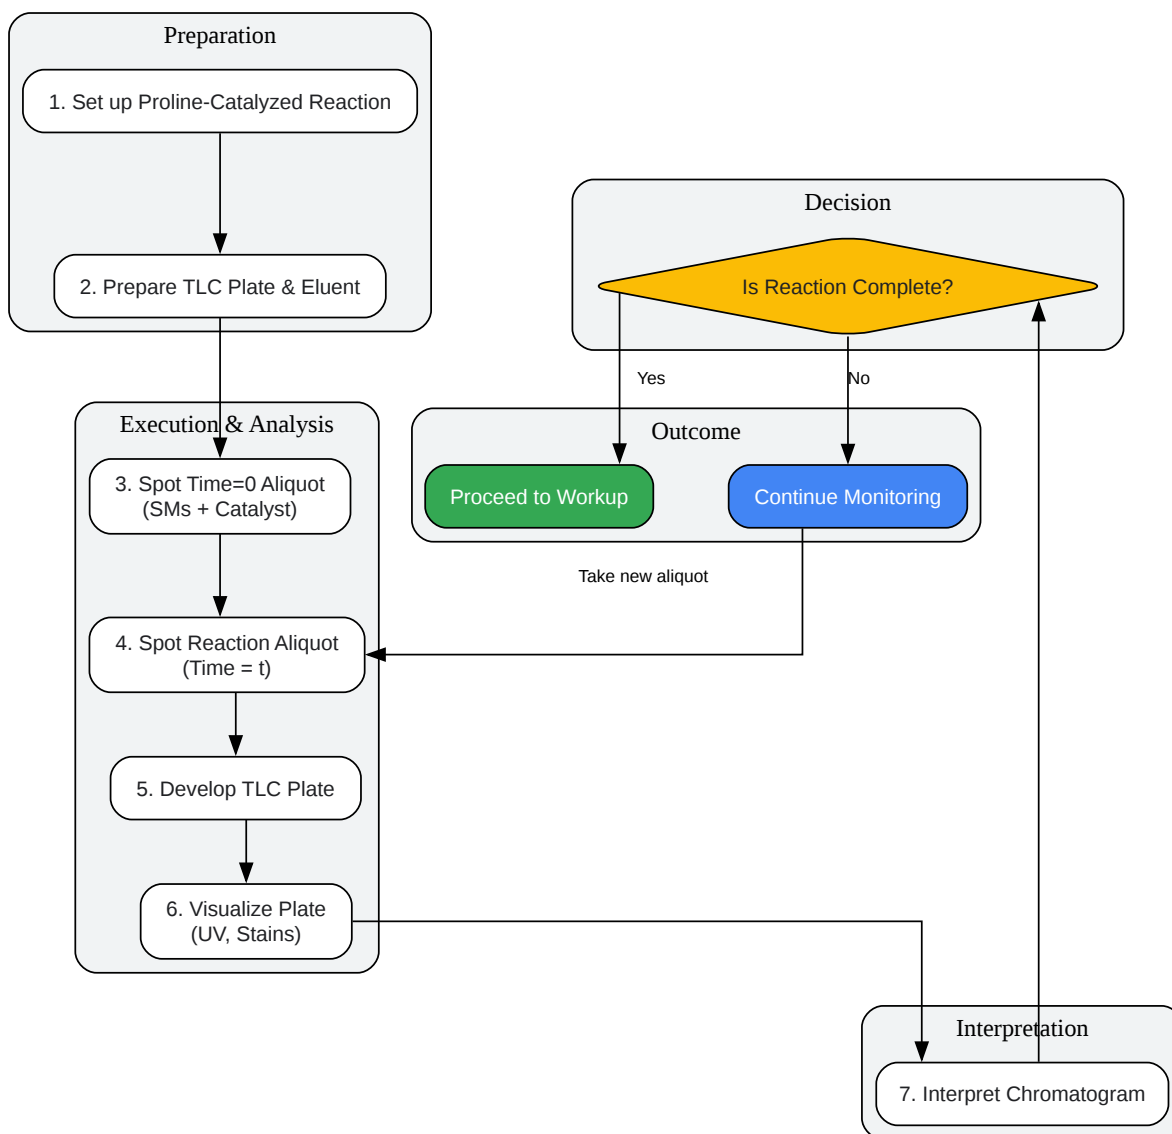 Preparation
1. Set up Proline-Catalyzed Reaction
2. Prepare TLC Plate & Eluent
Decision
Is Reaction Complete?
Yes
No
Execution & Analysis
3. Spot Time=0 Aliquot
(SMs + Catalyst)
4. Spot Reaction Aliquot
(Time = t)
5. Develop TLC Plate
6. Visualize Plate
(UV, Stains)
Outcome
Proceed to Workup
Continue Monitoring
Take new aliquot
Interpretation
7. Interpret Chromatogram